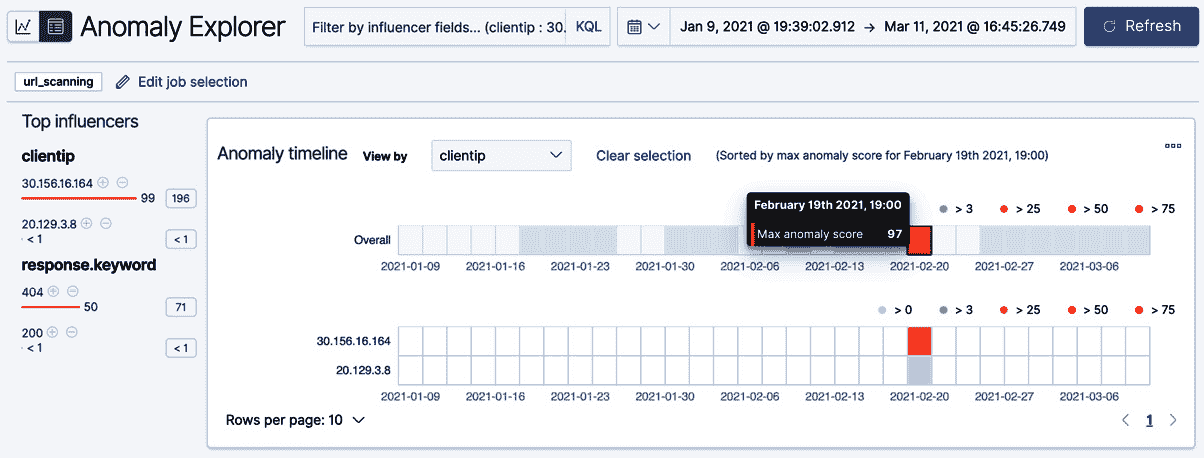 Anomaly Explorer
Filter by influencer fields... (clientip : 30. KQL
Jan 9, 2021 @ 19:39:02.912 → Mar 11, 2021 @ 16:45:26.749
Refresh
url_scanning
Edit job selection
Top influencers
clientip
30.156.16.164
99 196
20.129.3.8
< 1 < 1
response.keyword
404
50 71
200
< 1 < 1
Anomaly timeline View by clientip Clear selection (Sorted by max anomaly score for February 19th 2021, 19:00)
February 19th 2021, 19:00
Max anomaly score 97
> 3 > 25 > 50 > 75
Overall
2021-01-09 2021-01-16 2021-01-23 2021-01-30 2021-02-06 2021-02-13 2021-02-20 2021-02-27 2021-03-06
> 0 > 3 > 25 > 50 > 75
30.156.16.164
20.129.3.8
2021-01-09 2021-01-16 2021-01-23 2021-01-30 2021-02-06 2021-02-13 2021-02-20 2021-02-27 2021-03-06
Rows per page: 10
1